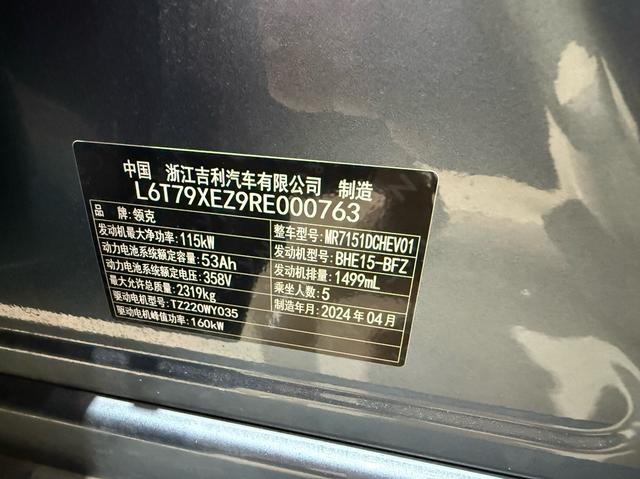 中国 浙江吉利汽车有限公司 制造
L6T79XEZ9RE000763
品 牌: 领克
发动机最大净功率: 115kW 整车型号: MR7151DCHEV01
动力电池系统额定容量: 53Ah 发动机型号: BHE15-BFZ
动力电池系统额定电压: 358V 发动机排量: 1499mL
最大允许总质量: 2319kg 乘坐人数: 5
驱动电机型号: TZ220WY035 制造年月: 2024年04月
驱动电机峰值功率: 160kW